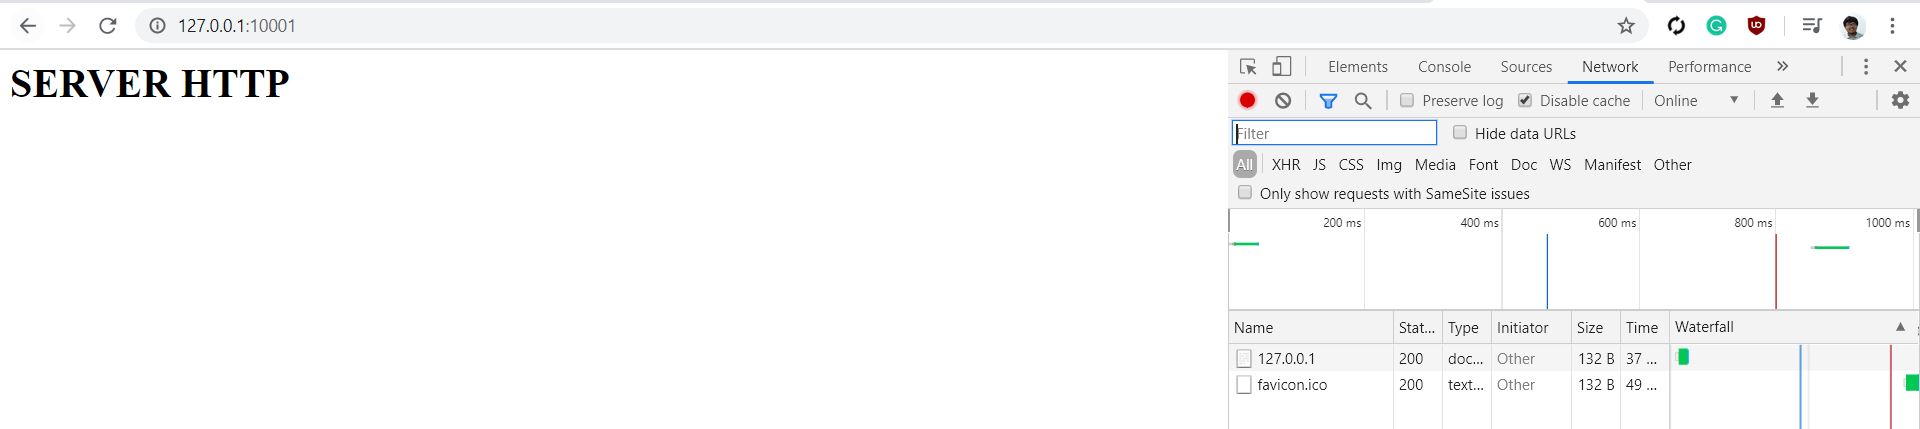 127.0.0.1:10001
SERVER HTTP
Elements Console Sources Network Performance
Preserve log Disable cache Online
Filter Hide data URLs
All XHR JS CSS Img Media Font Doc WS Manifest Other
Only show requests with SameSite issues
200 ms 400 ms 600 ms 800 ms 1000 ms
Name Stat... Type Initiator Size Time Waterfall
127.0.0.1 200 doc... Other 132 B 37 ...
favicon.ico 200 text... Other 132 B 49 ...